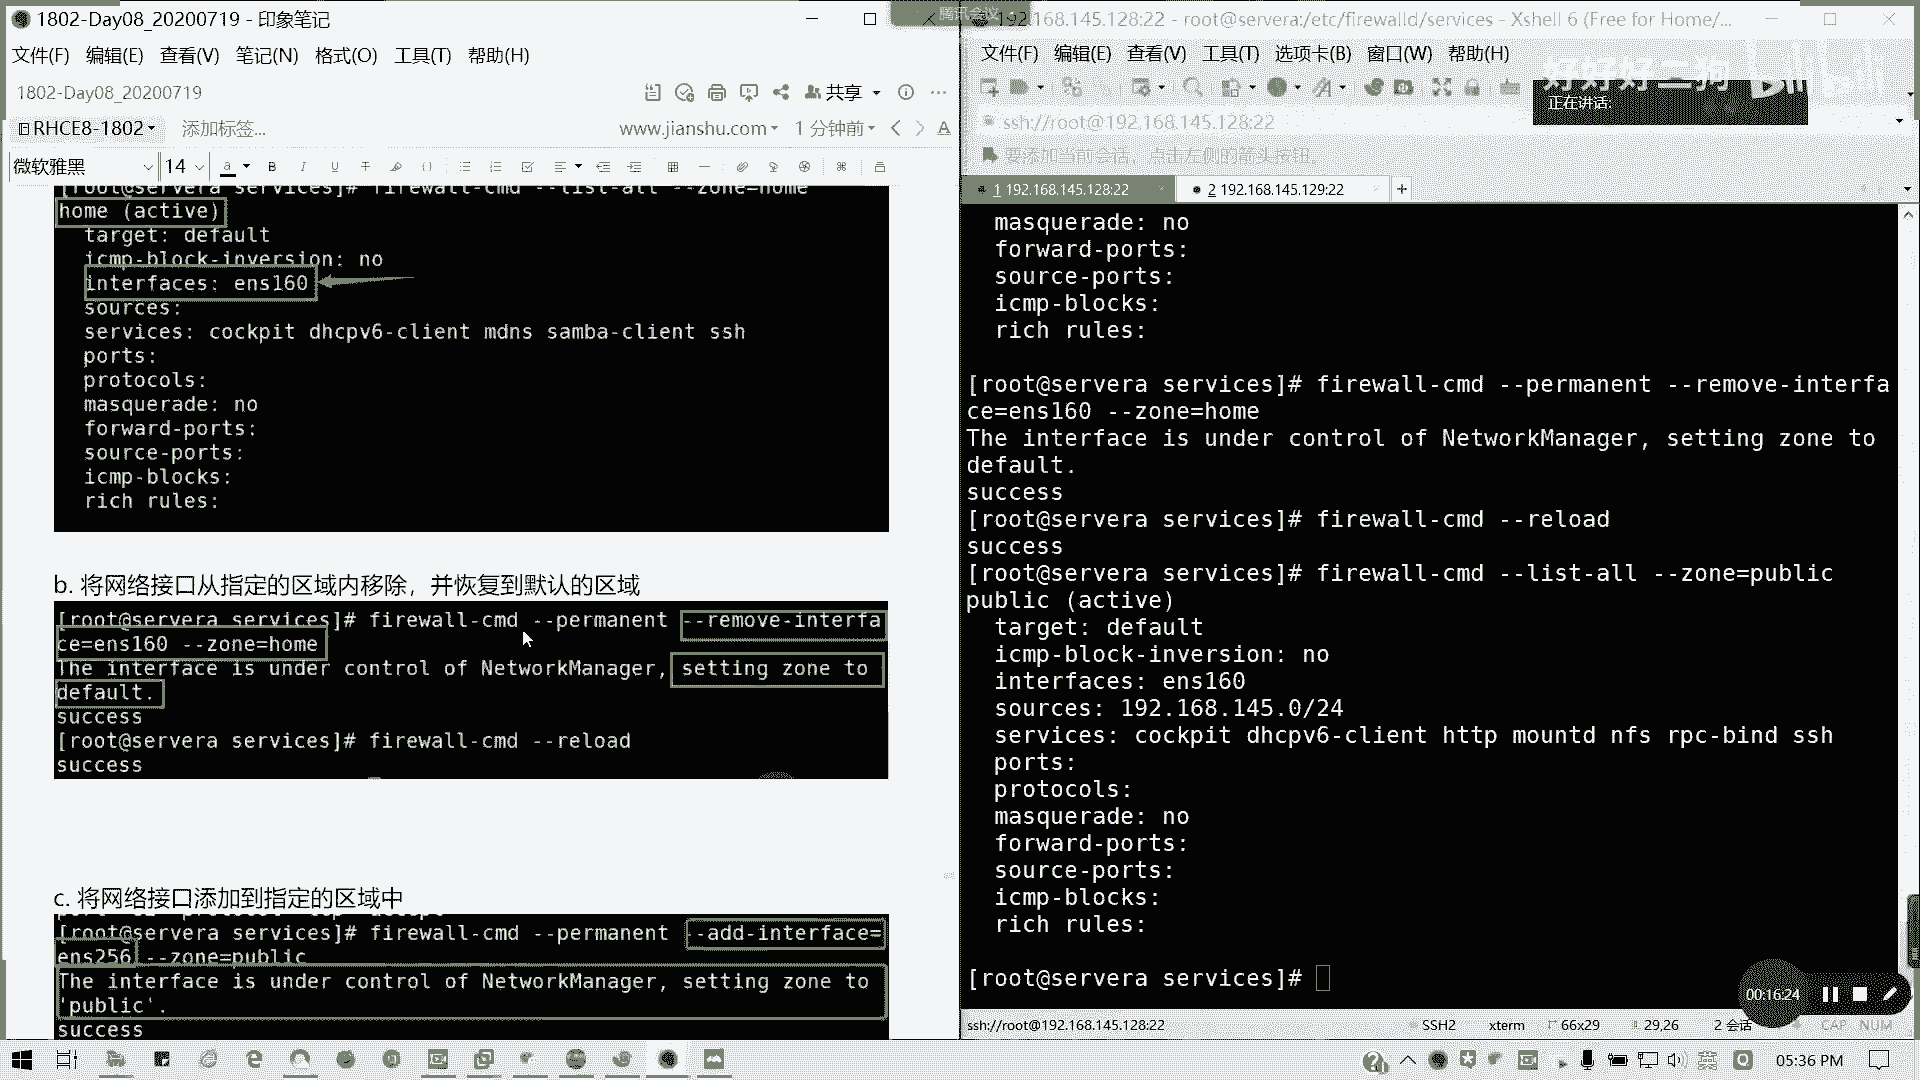 1802-Day08_20200719 - 印象笔记
文件(F) 编辑(E) 查看(V) 笔记(N) 格式(O) 工具(T) 帮助(H)
1802-Day08_20200719
共享
RHCE8-1802 添加标签...
www.jianshu.com 1 分钟前
微软雅黑 14
[root@servera services]# firewall-cmd --list-all --zone=home
home (active)
target: default
icmp-block-inversion: no
interfaces: ens160
sources:
services: cockpit dhcpv6-client mdns samba-client ssh
ports:
protocols:
masquerade: no
forward-ports:
source-ports:
icmp-blocks:
rich rules:
b. 将网络接口从指定的区域内移除，并恢复到默认的区域
[root@servera services]# firewall-cmd --permanent --remove-interfa
ce=ens160 --zone=home
The interface is under control of NetworkManager, setting zone to
default.
success
[root@servera services]# firewall-cmd --reload
success
c. 将网络接口添加到指定的区域中
[root@servera services]# firewall-cmd --permanent --add-interface=
ens256 --zone=public
The interface is under control of NetworkManager, setting zone to
'public'.
success
腾讯会议
192.168.145.128:22 - root@servera:/etc/firewalld/services - Xshell 6 (Free for Home/...
文件(F) 编辑(E) 查看(V) 工具(T) 选项卡(B) 窗口(W) 帮助(H)
好好好二狗 bilibili
正在讲话:
ssh://root@192.168.145.128:22
要添加当前会话，点击左侧的箭头按钮。
1 192.168.145.128:22 × 2 192.168.145.129:22 × +
masquerade: no
forward-ports:
source-ports:
icmp-blocks:
rich rules:
[root@servera services]# firewall-cmd --permanent --remove-interfa
ce=ens160 --zone=home
The interface is under control of NetworkManager, setting zone to
default.
success
[root@servera services]# firewall-cmd --reload
success
[root@servera services]# firewall-cmd --list-all --zone=public
public (active)
target: default
icmp-block-inversion: no
interfaces: ens160
sources: 192.168.145.0/24
services: cockpit dhcpv6-client http mountd nfs rpc-bind ssh
ports:
protocols:
masquerade: no
forward-ports:
source-ports:
icmp-blocks:
rich rules:
[root@servera services]#
00:16:24
ssh://root@192.168.145.128:22 SSH2 xterm 66x29 29,26 2 会话 CAP NUM
英 05:36 PM